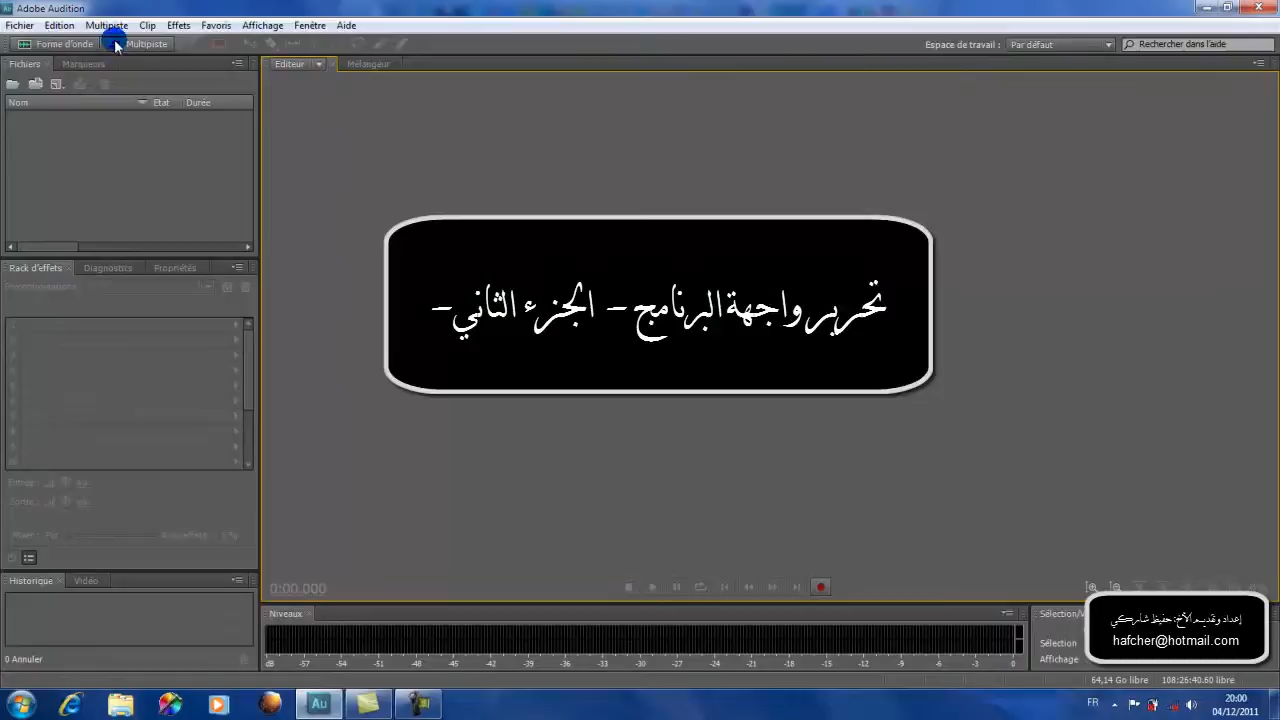 Adobe Audition
Fichier Edition Multipiste Clip Effets Favoris Affichage Fenêtre Aide
Forme d'onde Multipiste Espace de travail : Par défaut Rechercher dans l'aide
Fichiers Marqueurs Editeur Mélangeur
Nom Etat Durée
تحرير واجهة البرنامج - الجزء الثاني-
Rack d'effets Diagnostics Propriétés
Entrée :
Sortie :
Historique Vidéo
0:00.000
Niveaux
dB -57 -54 -51 -48 -45 -42 -39 -36 -33 -30 -27 -24 -21 -18 -15 -12 -9 -6 -3 0
Sélection
Affichage
إعداد وتقديم الأخ: حفيظ شاركي
hafcher@hotmail.com
0 Annuler
64,14 Go libre 108:26:40.60 libre
FR 20:00
04/12/2011